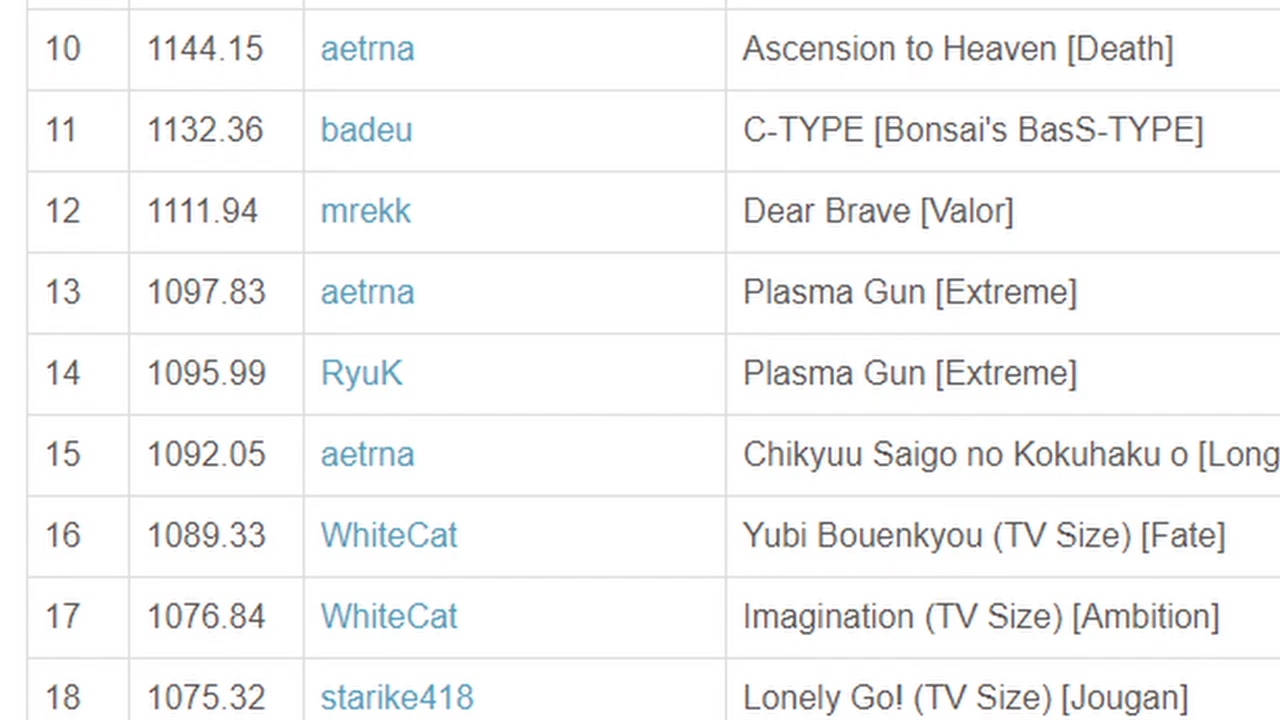 10 1144.15 aetrna Ascension to Heaven [Death]
11 1132.36 badeu C-TYPE [Bonsai's BasS-TYPE]
12 1111.94 mrekk Dear Brave [Valor]
13 1097.83 aetrna Plasma Gun [Extreme]
14 1095.99 RyuK Plasma Gun [Extreme]
15 1092.05 aetrna Chikyuu Saigo no Kokuhaku o [Long
16 1089.33 WhiteCat Yubi Bouenkyou (TV Size) [Fate]
17 1076.84 WhiteCat Imagination (TV Size) [Ambition]
18 1075.32 starike418 Lonely Go! (TV Size) [Jougan]